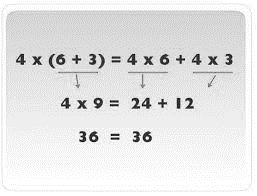 4 x (6 + 3) = 4 x 6 + 4 x 3
4 x 9 = 24 + 12
36 = 36